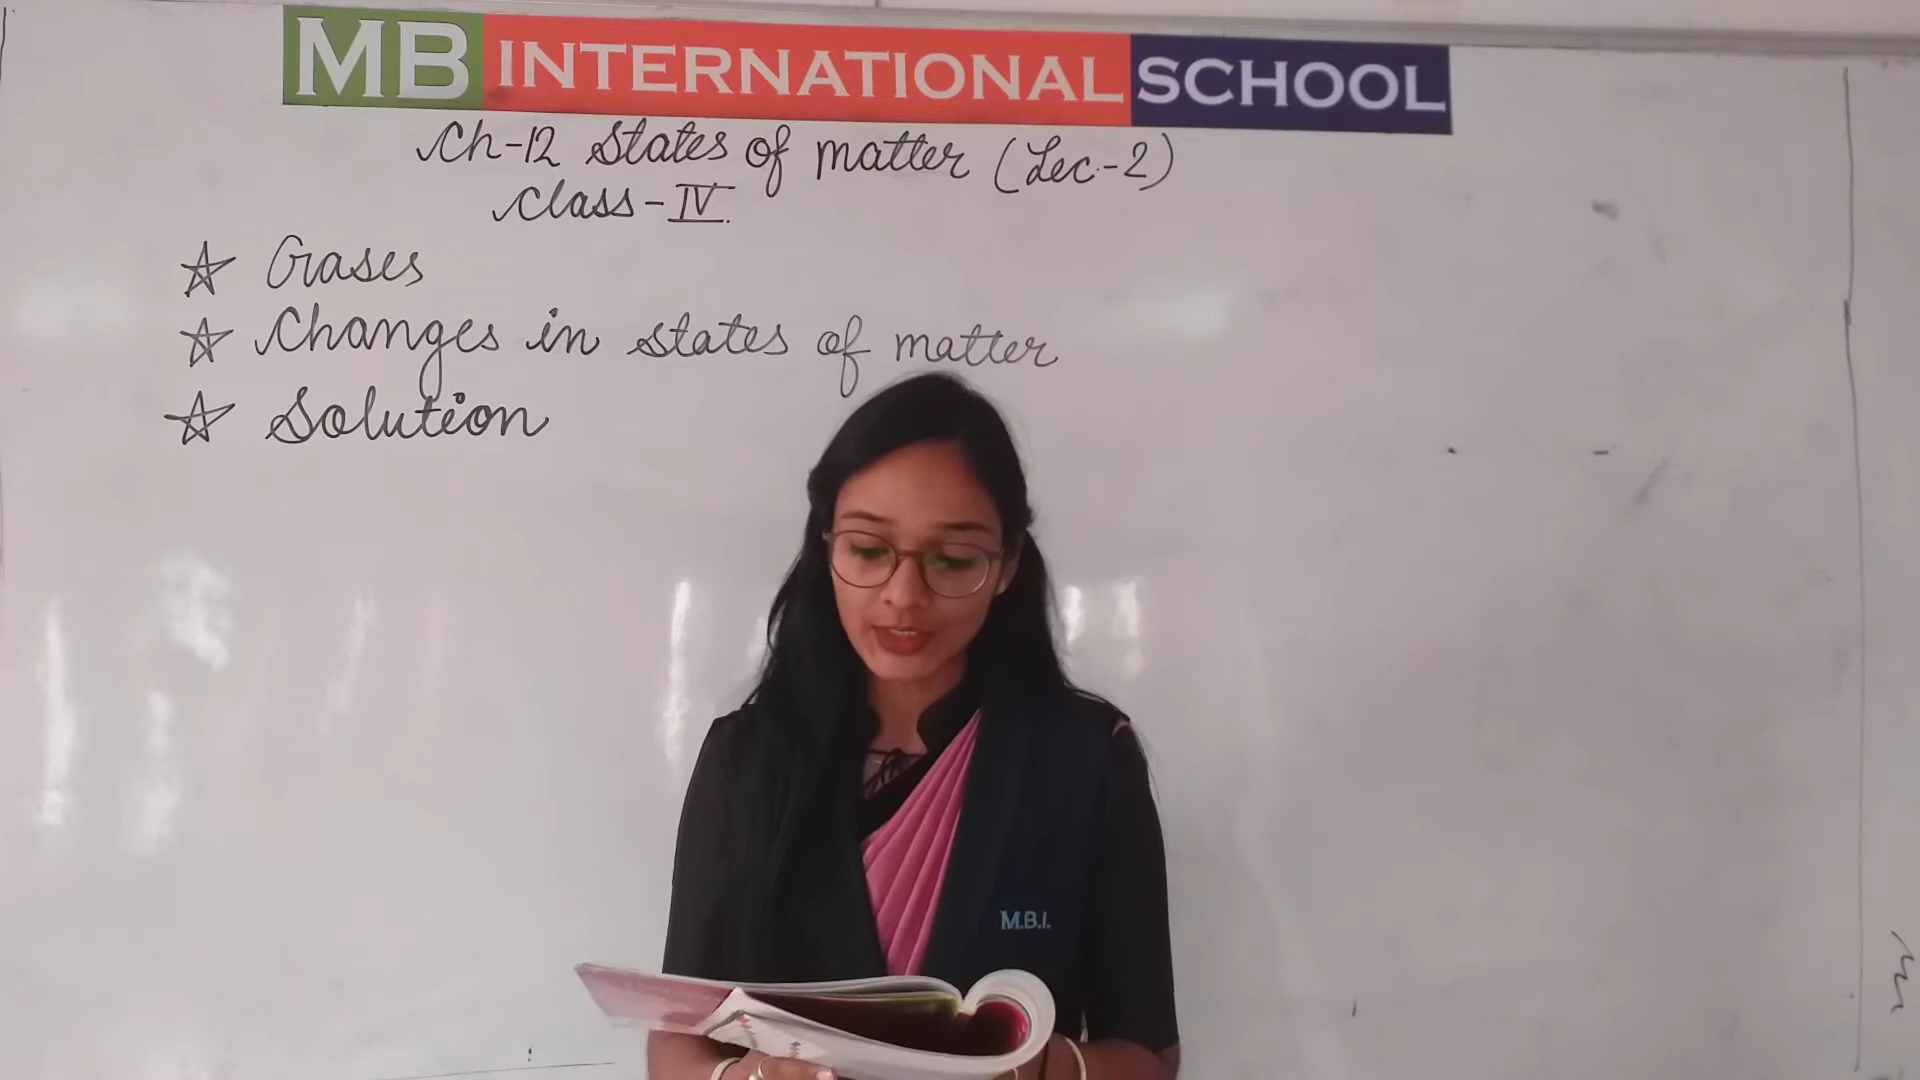 MB INTERNATIONAL SCHOOL
Ch-12 States of matter (Lec-2)
Class-IV
☆ Gases
☆ Changes in states of matter
☆ Solution
M.B.I.